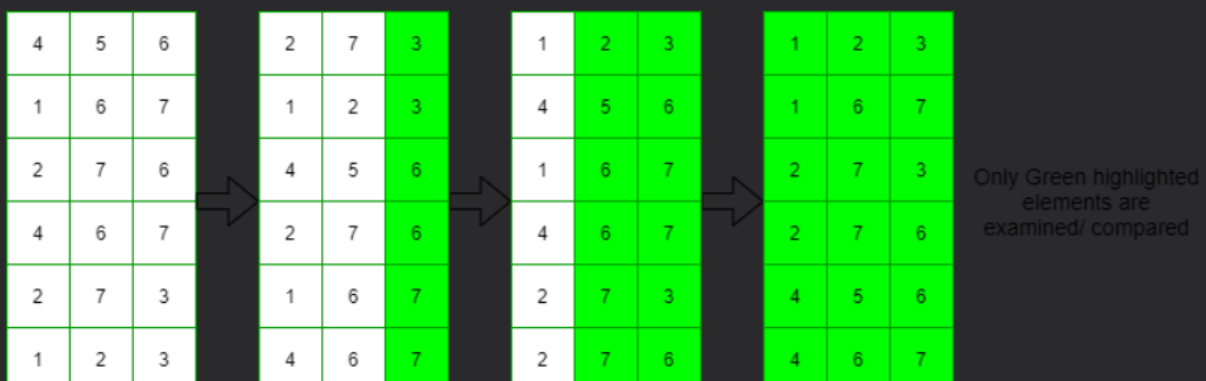 4 5 6 2 7 3 1 2 3 1 2 3
1 6 7 1 2 3 4 5 6 1 6 7
2 7 6 4 5 6 1 6 7 2 7 3
4 6 7 2 7 6 4 6 7 2 7 6
2 7 3 1 6 7 2 7 3 4 5 6
1 2 3 4 6 7 2 7 6 4 6 7
Only Green highlighted
elements are
examined/ compared